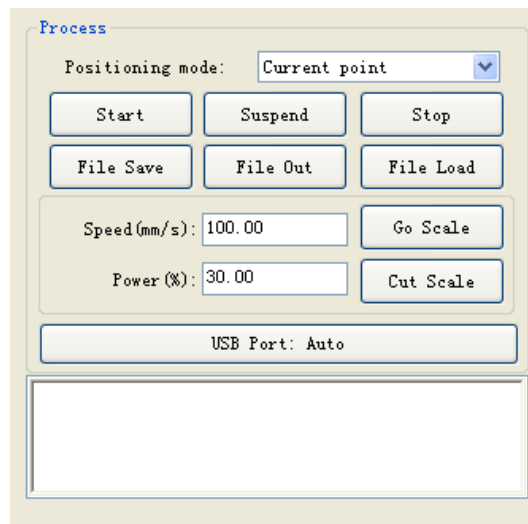 Process
Positioning mode: Current point
Start Suspend Stop
File Save File Out File Load
Speed(mm/s): 100.00 Go Scale
Power(%): 30.00 Cut Scale
USB Port: Auto